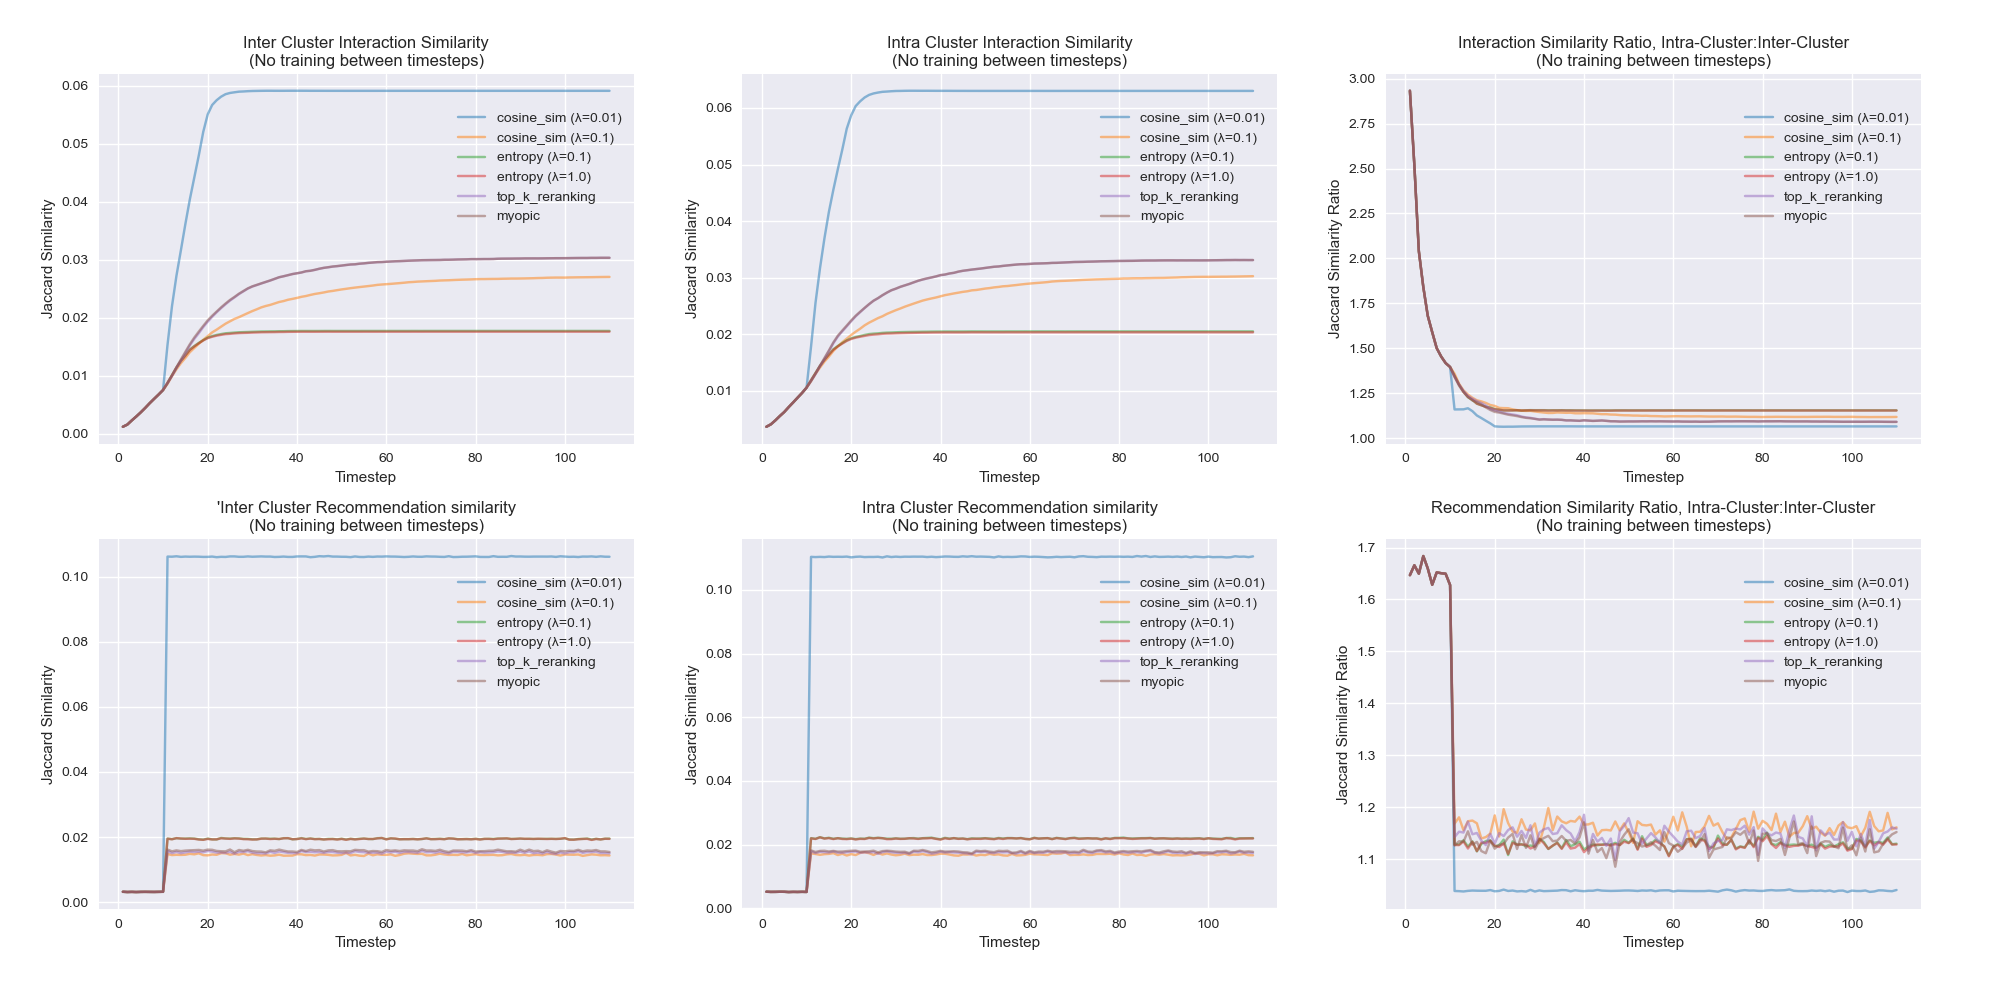 Inter Cluster Interaction Similarity
(No training between timesteps)
Jaccard Similarity
0.06
0.05
0.04
0.03
0.02
0.01
0.00
cosine_sim (λ=0.01)
cosine_sim (λ=0.1)
entropy (λ=0.1)
entropy (λ=1.0)
top_k_reranking
myopic
0 20 40 60 80 100
Timestep
Intra Cluster Interaction Similarity
(No training between timesteps)
Jaccard Similarity
0.06
0.05
0.04
0.03
0.02
0.01
cosine_sim (λ=0.01)
cosine_sim (λ=0.1)
entropy (λ=0.1)
entropy (λ=1.0)
top_k_reranking
myopic
0 20 40 60 80 100
Timestep
Interaction Similarity Ratio, Intra-Cluster:Inter-Cluster
(No training between timesteps)
Jaccard Similarity Ratio
3.00
2.75
2.50
2.25
2.00
1.75
1.50
1.25
1.00
cosine_sim (λ=0.01)
cosine_sim (λ=0.1)
entropy (λ=0.1)
entropy (λ=1.0)
top_k_reranking
myopic
0 20 40 60 80 100
Timestep
'Inter Cluster Recommendation similarity
(No training between timesteps)
Jaccard Similarity
0.10
0.08
0.06
0.04
0.02
0.00
cosine_sim (λ=0.01)
cosine_sim (λ=0.1)
entropy (λ=0.1)
entropy (λ=1.0)
top_k_reranking
myopic
0 20 40 60 80 100
Timestep
Intra Cluster Recommendation similarity
(No training between timesteps)
Jaccard Similarity
0.10
0.08
0.06
0.04
0.02
0.00
cosine_sim (λ=0.01)
cosine_sim (λ=0.1)
entropy (λ=0.1)
entropy (λ=1.0)
top_k_reranking
myopic
0 20 40 60 80 100
Timestep
Recommendation Similarity Ratio, Intra-Cluster:Inter-Cluster
(No training between timesteps)
Jaccard Similarity Ratio
1.7
1.6
1.5
1.4
1.3
1.2
1.1
cosine_sim (λ=0.01)
cosine_sim (λ=0.1)
entropy (λ=0.1)
entropy (λ=1.0)
top_k_reranking
myopic
0 20 40 60 80 100
Timestep